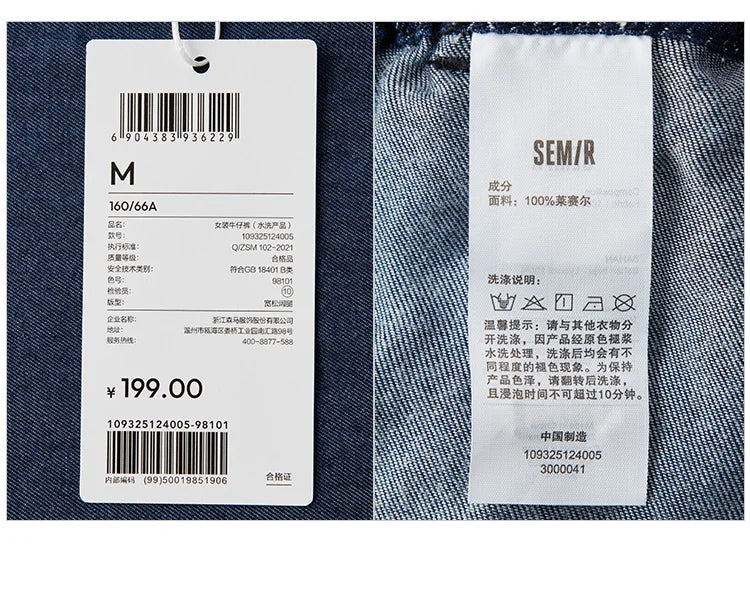 6 904383 936229
M
160/66A
品名: 女装牛仔裤(水洗产品)
款号: 109325124005
执行标准: Q/ZSM 102-2021
质量等级: 合格品
安全技术类别: 符合GB 18401 B类
色号: 98101
检验员: 10
版型: 宽松阔腿
企业名称: 浙江森马服饰股份有限公司
地址: 温州市瓯海区娄桥工业园南汇路98号
服务热线: 400-8877-588
¥ 199.00
109325124005-98101
内部编码 (99)50019851906
合格证
SEM/R
成分
面料: 100%莱赛尔
洗涤说明:
温馨提示: 请与其他衣物分
开洗涤, 因产品经原色褪浆
水洗处理, 洗涤后均会有不
同程度的褪色现象。为保持
产品色泽, 请翻转后洗涤,
且浸泡时间不可超过10分钟。
中国制造
109325124005
3000041